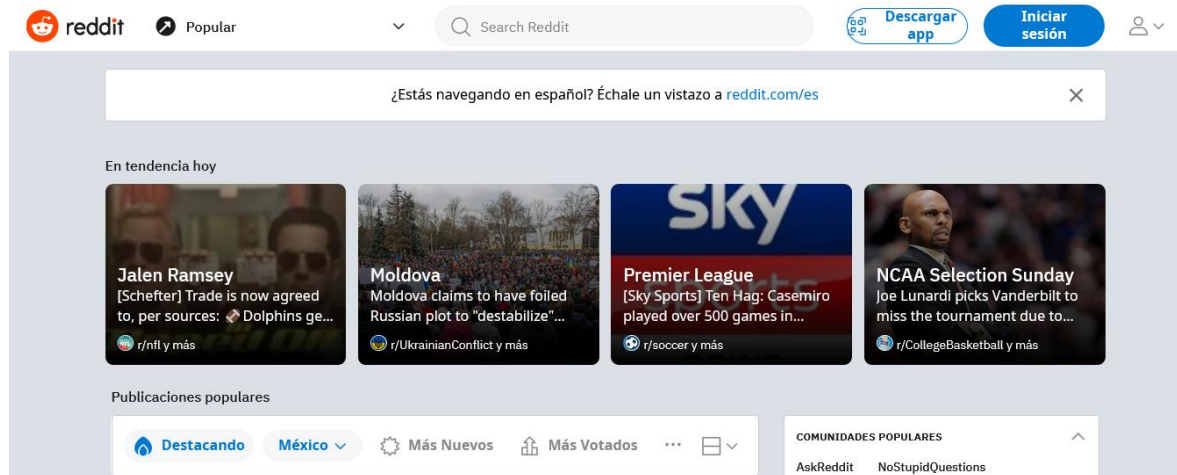 reddit
Popular
Search Reddit
Descargar
app
Iniciar
sesión
¿Estás navegando en español? Échale un vistazo a reddit.com/es
En tendencia hoy
sky
sports
Jalen Ramsey
[Schefter] Trade is now agreed
to, per sources: 🏈 Dolphins ge...
r/nfl y más
Moldova
Moldova claims to have foiled
Russian plot to "destabilize"...
r/UkrainianConflict y más
Premier League
[Sky Sports] Ten Hag: Casemiro
played over 500 games in...
r/soccer y más
NCAA Selection Sunday
Joe Lunardi picks Vanderbilt to
miss the tournament due to...
r/CollegeBasketball y más
Publicaciones populares
Destacando
México
Más Nuevos
Más Votados
...
COMUNIDADES POPULARES
AskReddit NoStupidQuestions